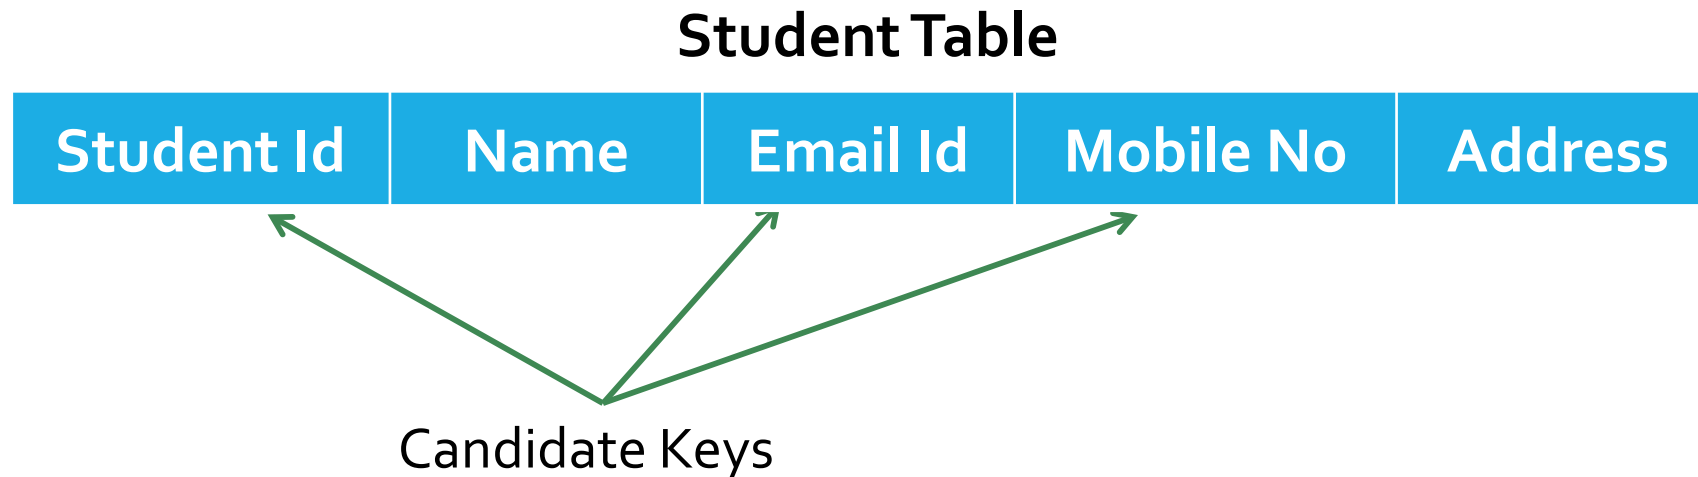 Student Table
Student Id Name Email Id Mobile No Address
Candidate Keys